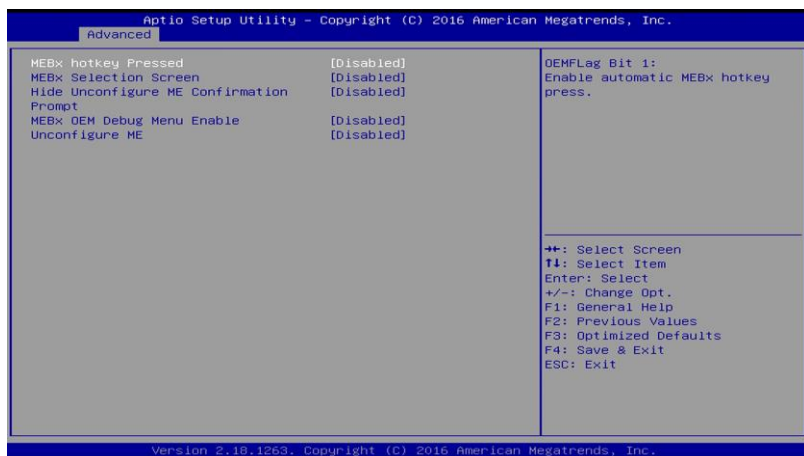 Aptio Setup Utility – Copyright (C) 2016 American Megatrends, Inc.
Advanced
MEBx hotkey Pressed [Disabled]
MEBx Selection Screen [Disabled]
Hide Unconfigure ME Confirmation [Disabled]
Prompt
MEBx OEM Debug Menu Enable [Disabled]
Unconfigure ME [Disabled]
OEMFLag Bit 1:
Enable automatic MEBx hotkey
press.
→←: Select Screen
↑↓: Select Item
Enter: Select
+/-: Change Opt.
F1: General Help
F2: Previous Values
F3: Optimized Defaults
F4: Save & Exit
ESC: Exit
Version 2.18.1263. Copyright (C) 2016 American Megatrends, Inc.